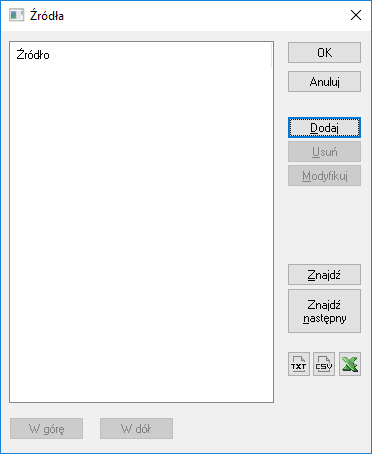 Źródła
Źródło
OK
Anuluj
Dodaj
Usuń
Modyfikuj
Znajdź
Znajdź
następny
TXT
CSV
W górę
W dół